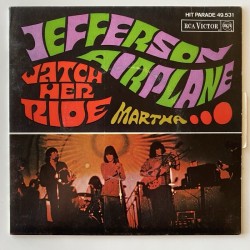 HIT PARADE 49.531
RCA VICTOR
JEFFERSON
AIRPLANE
WATCH
HER
RIDE
MARTHA...